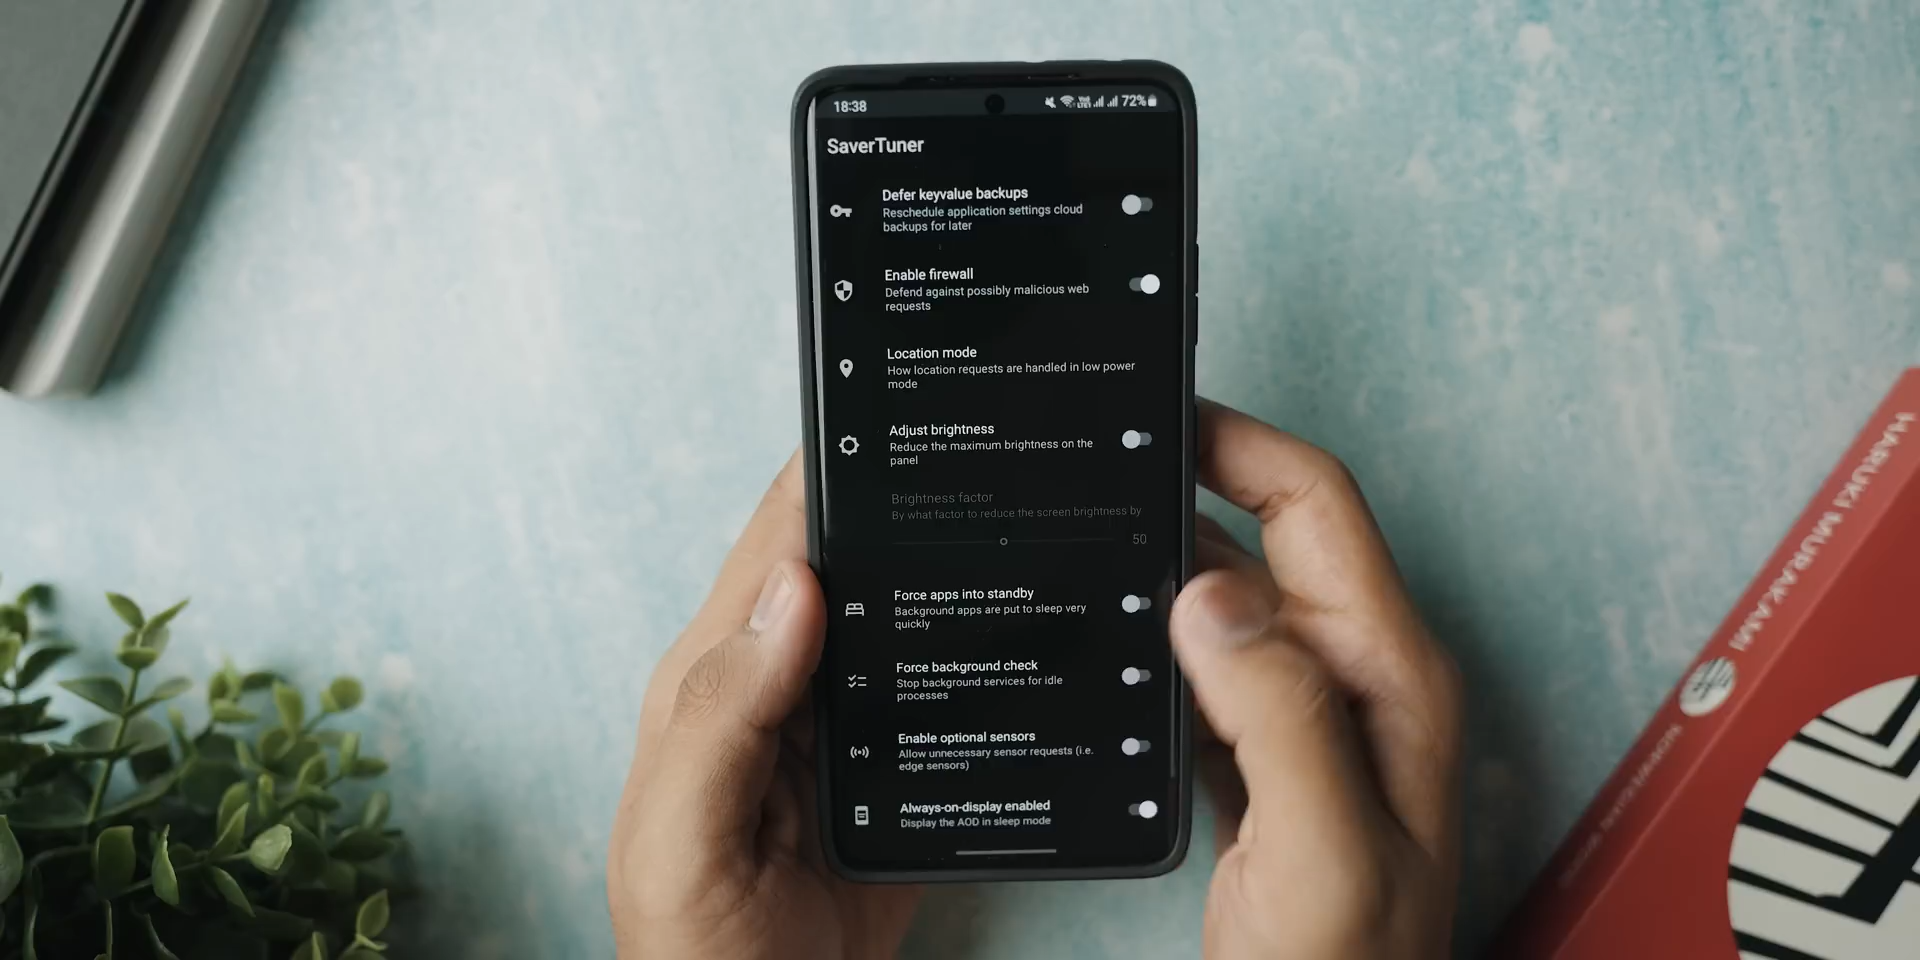 18:38
72%
SaverTuner
Defer keyvalue backups
Reschedule application settings cloud
backups for later
Enable firewall
Defend against possibly malicious web
requests
Location mode
How location requests are handled in low power
mode
Adjust brightness
Reduce the maximum brightness on the
panel
Brightness factor
By what factor to reduce the screen brightness by
50
Force apps into standby
Background apps are put to sleep very
quickly
Force background check
Stop background services for idle
processes
Enable optional sensors
Allow unnecessary sensor requests (i.e.
edge sensors)
Always-on-display enabled
Display the AOD in sleep mode
HARUKI MURAKAMI